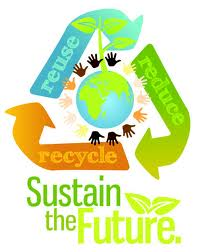 reuse
reduce
recycle
Sustain
the Future.